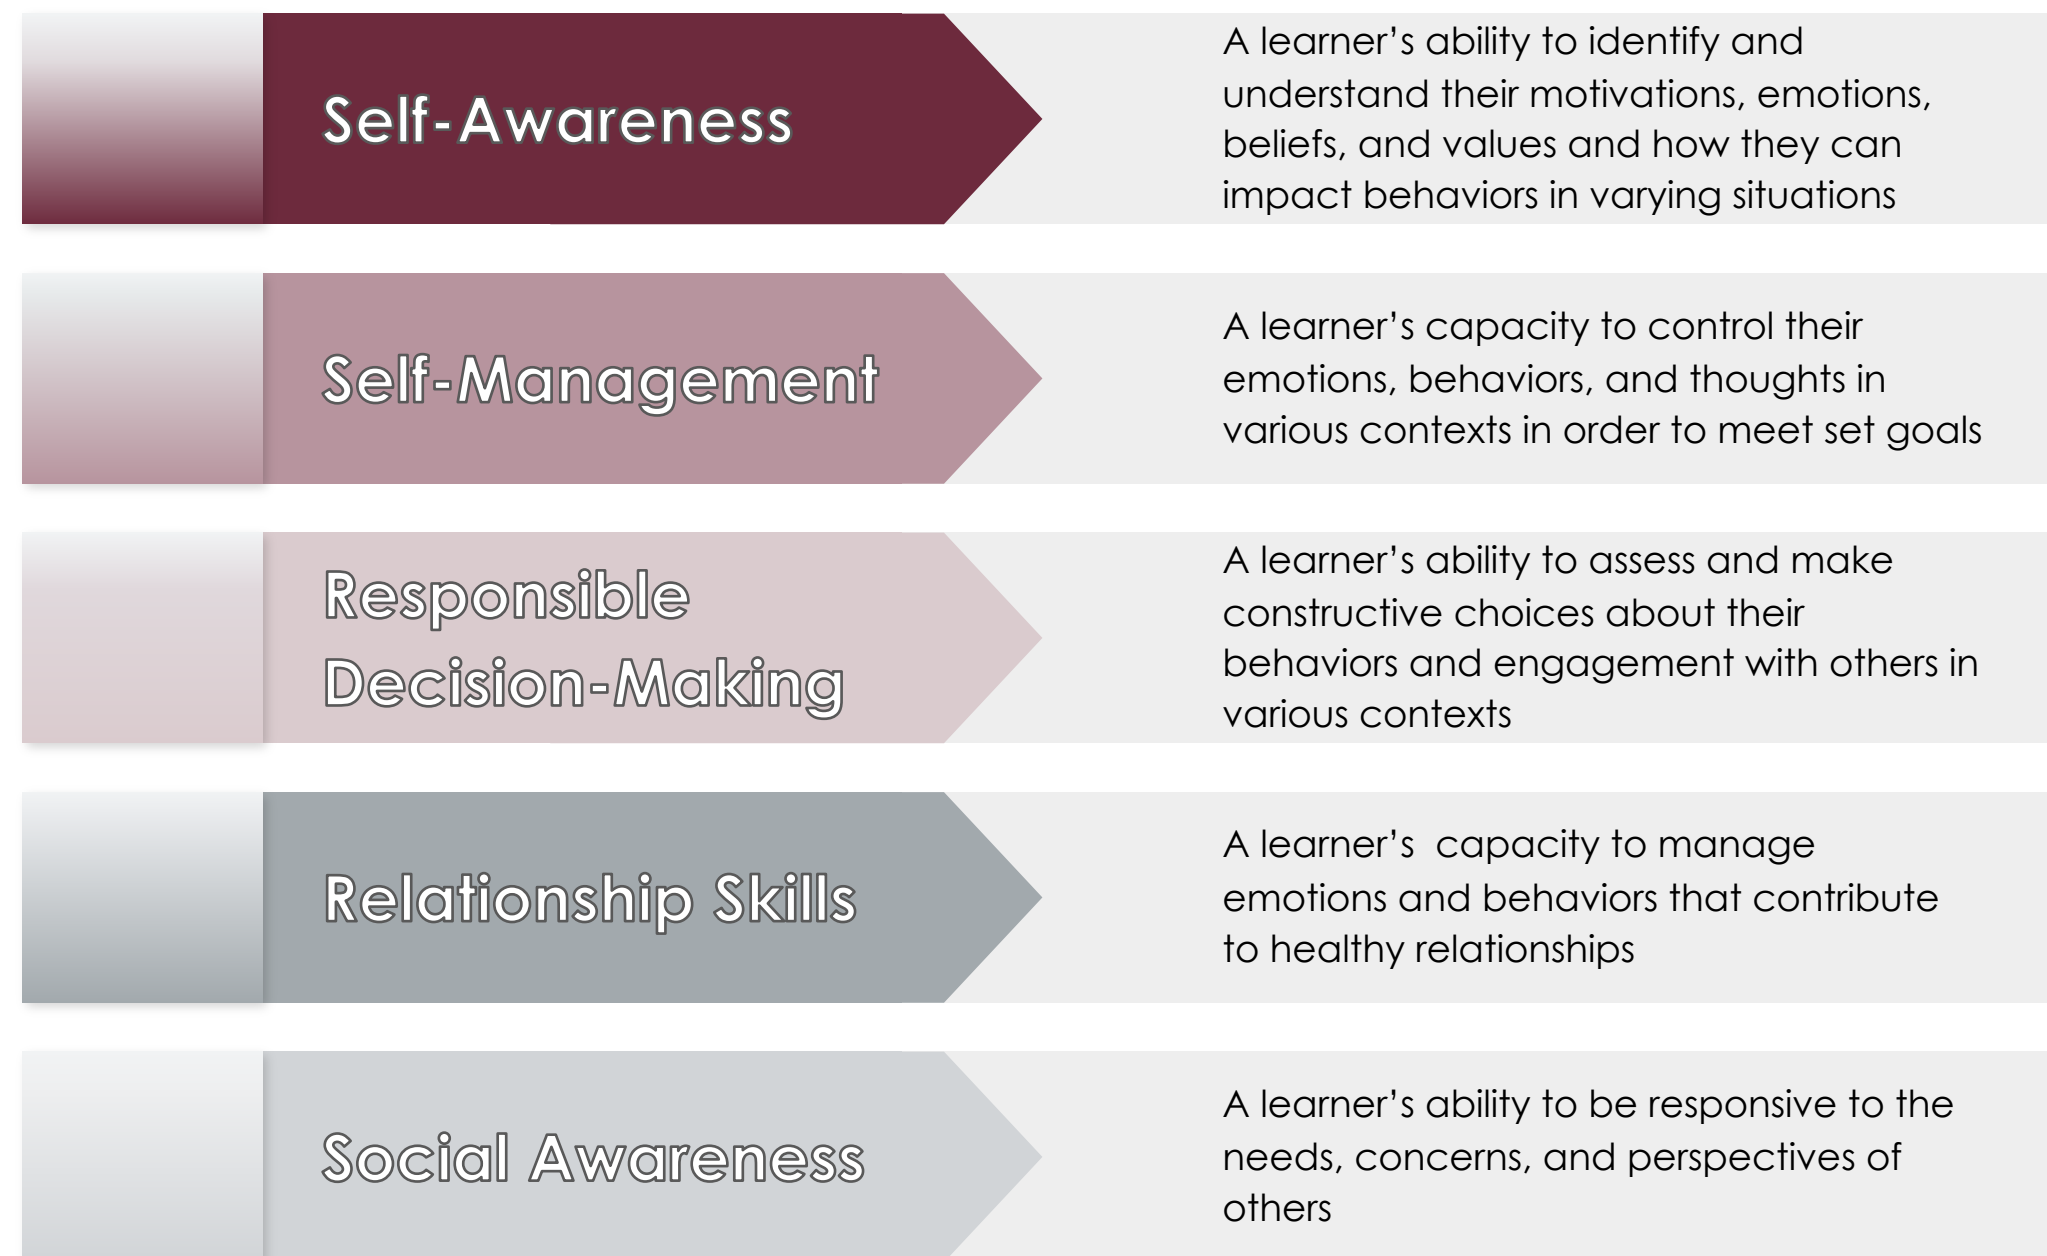 Self-Awareness
A learner’s ability to identify and
understand their motivations, emotions,
beliefs, and values and how they can
impact behaviors in varying situations
Self-Management
A learner’s capacity to control their
emotions, behaviors, and thoughts in
various contexts in order to meet set goals
Responsible
Decision-Making
A learner’s ability to assess and make
constructive choices about their
behaviors and engagement with others in
various contexts
Relationship Skills
A learner’s  capacity to manage
emotions and behaviors that contribute
to healthy relationships
Social Awareness
A learner’s ability to be responsive to the
needs, concerns, and perspectives of
others